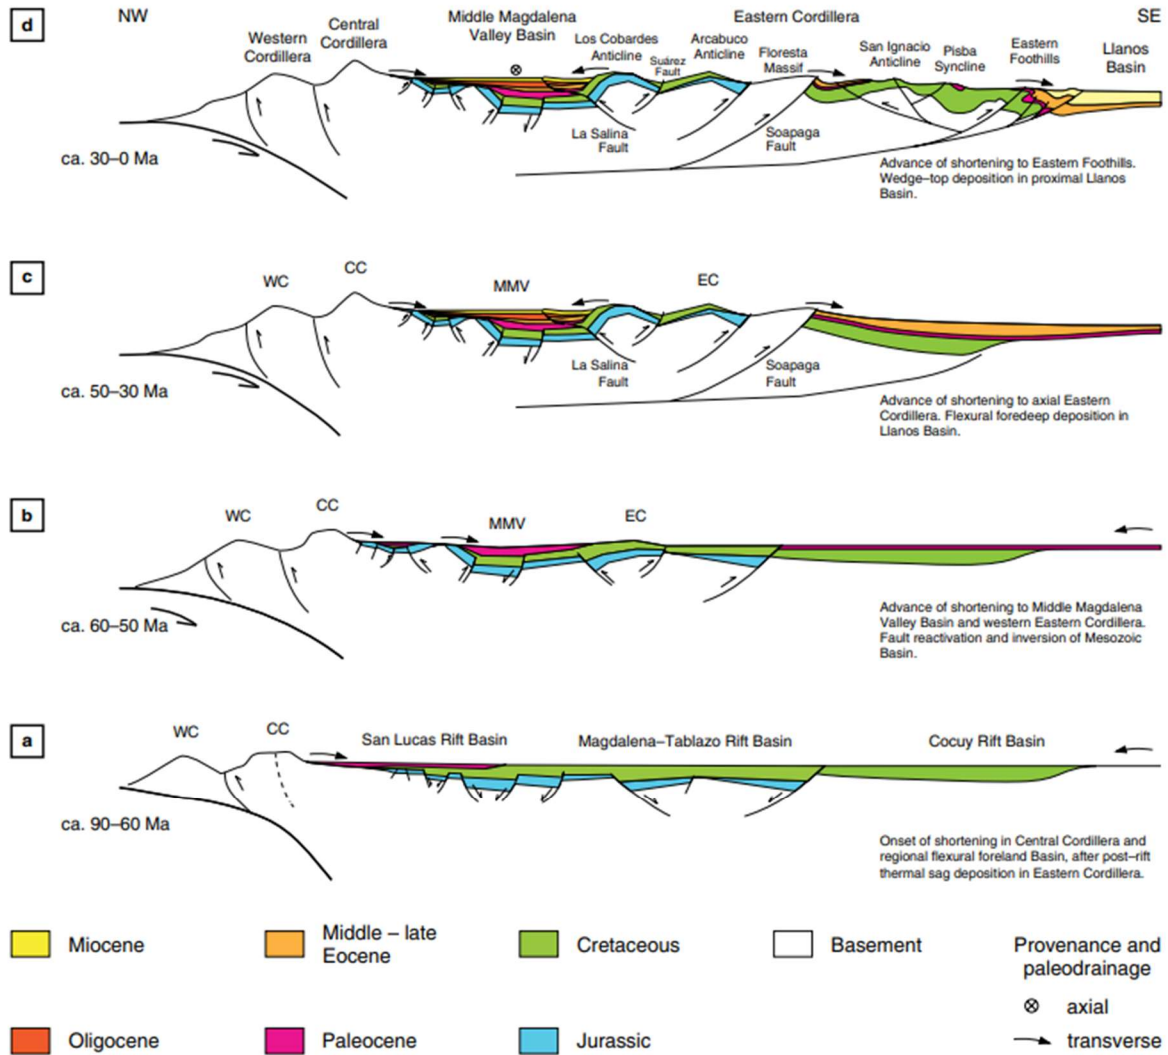 d
NW
Western
Cordillera
Central
Cordillera
Middle Magdalena
Valley Basin
Los Cobardes
Anticline
Suárez
Fault
Arcabuco
Anticline
Eastern Cordillera
Floresta
Massif
San Ignacio
Anticline
Pisba
Syncline
Eastern
Foothills
SE
Llanos
Basin
La Salina
Fault
Soapaga
Fault
ca. 30–0 Ma
Advance of shortening to Eastern Foothills.
Wedge–top deposition in proximal Llanos
Basin.
c
WC
CC
MMV
EC
La Salina
Fault
Soapaga
Fault
ca. 50–30 Ma
Advance of shortening to axial Eastern
Cordillera. Flexural foredeep deposition in
Llanos Basin.
b
WC
CC
MMV
EC
ca. 60–50 Ma
Advance of shortening to Middle Magdalena
Valley Basin and western Eastern Cordillera.
Fault reactivation and inversion of Mesozoic
Basin.
a
WC
CC
San Lucas Rift Basin
Magdalena–Tablazo Rift Basin
Cocuy Rift Basin
ca. 90–60 Ma
Onset of shortening in Central Cordillera and
regional flexural foreland Basin, after post–rift
thermal sag deposition in Eastern Cordillera.
Miocene
Middle – late
Eocene
Cretaceous
Basement
Provenance and
paleodrainage
axial
Oligocene
Paleocene
Jurassic
transverse